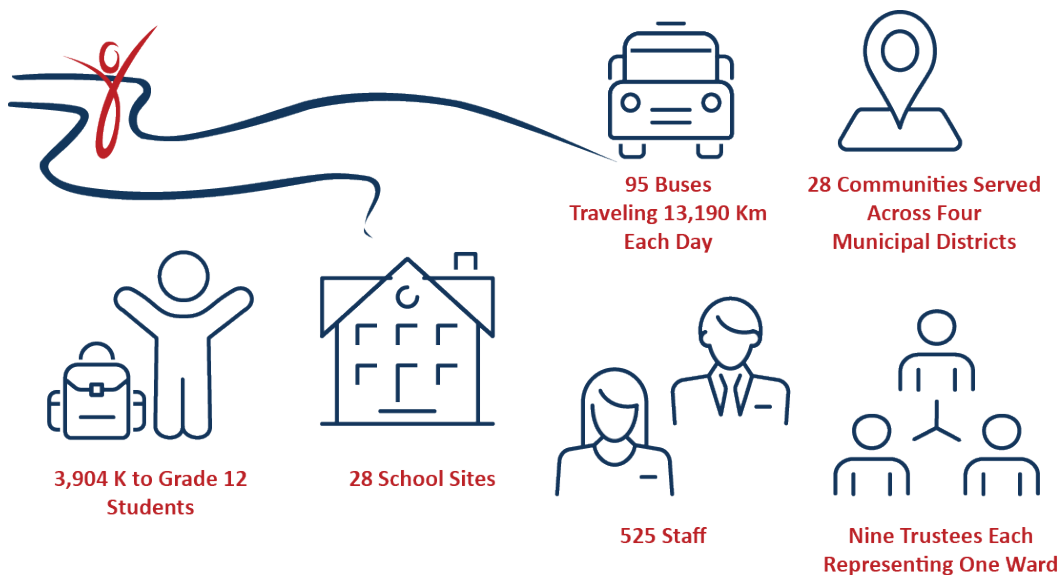 95 Buses
Traveling 13,190 Km
Each Day
28 Communities Served
Across Four
Municipal Districts
3,904 K to Grade 12
Students
28 School Sites
525 Staff
Nine Trustees Each
Representing One Ward